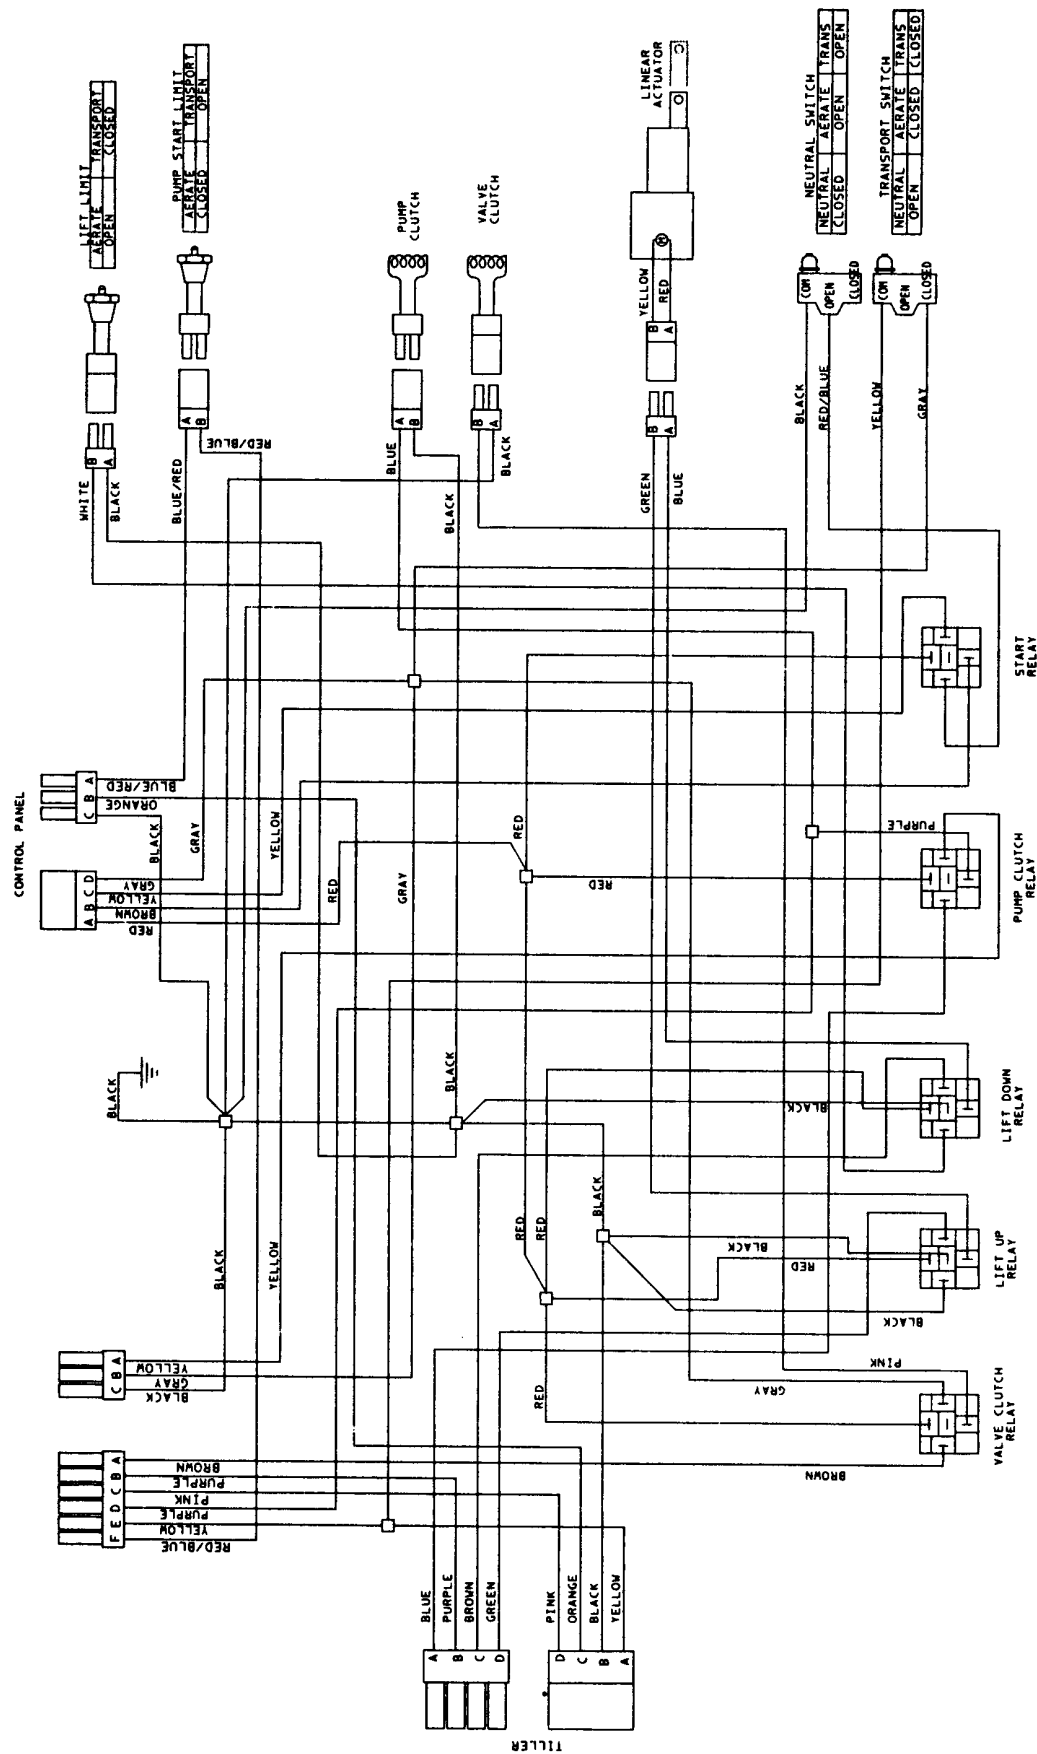 LIFT LIMIT
AERATE TRANSPORT
OPEN CLOSED
PUMP START LIMIT
AERATE TRANSPORT
CLOSED OPEN
PUMP
CLUTCH
VALVE
CLUTCH
LINEAR
ACTUATOR
NEUTRAL SWITCH
NEUTRAL AERATE TRANS
CLOSED OPEN OPEN
TRANSPORT SWITCH
NEUTRAL AERATE TRANS
OPEN CLOSED CLOSED
M
YELLOW
RED
B
A
COM
OPEN
CLOSED
COM
OPEN
CLOSED
B
A
WHITE
BLACK
A
B
BLUE/RED
RED/BLUE
A
B
BLUE
BLACK
B
A
BLACK
B
A
GREEN
BLUE
BLACK
RED/BLUE
YELLOW
GRAY
START
RELAY
CONTROL PANEL
A
B
C
BLUE/RED
ORANGE
BLACK
D
C
B
A
GRAY
YELLOW
BROWN
RED
GRAY
YELLOW
RED
GRAY
RED
RED
PURPLE
PUMP CLUTCH
RELAY
BLACK
BLACK
BLACK
LIFT DOWN
RELAY
BLACK
YELLOW
RED
RED
BLACK
BLACK
RED
BLACK
LIFT UP
RELAY
A
B
C
YELLOW
GRAY
BLACK
RED
GRAY
PINK
BROWN
VALVE CLUTCH
RELAY
A
B
C
D
E
F
BROWN
PURPLE
PINK
PURPLE
YELLOW
RED/BLUE
BLUE
PURPLE
BROWN
GREEN
A
B
C
D
PINK
ORANGE
BLACK
YELLOW
D
C
B
A
TILLER